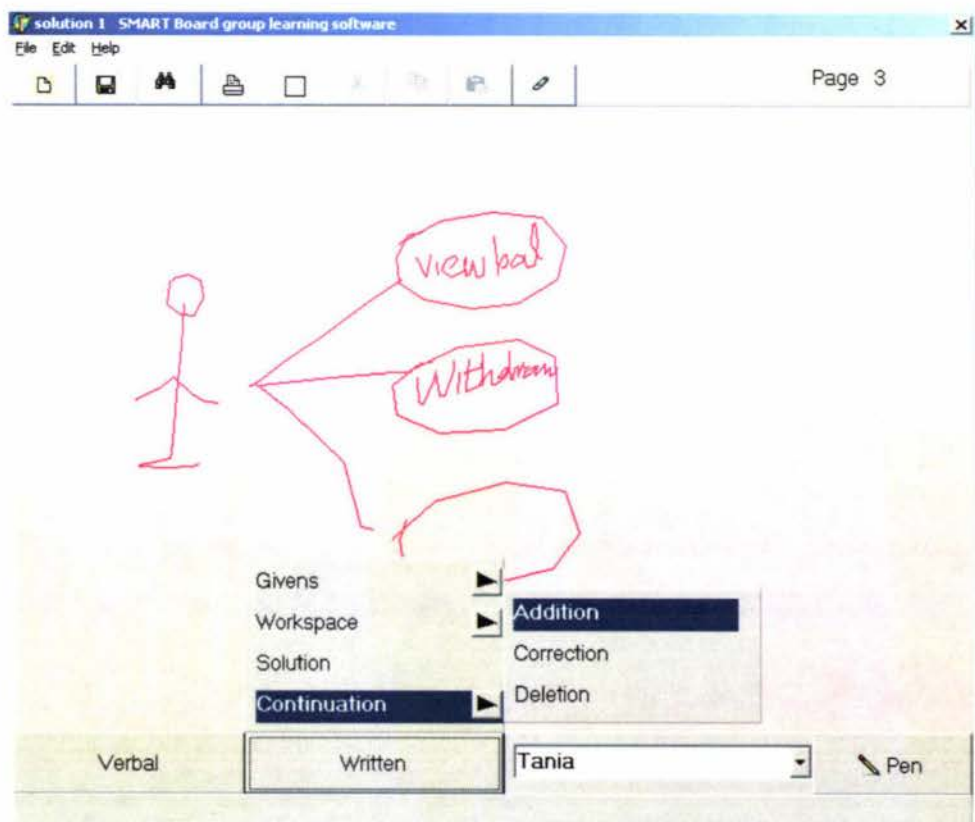 solution 1 SMART Board group learning software
File Edit Help
Page 3
view bal
Withdraw
Givens
Workspace
Solution
Continuation
Addition
Correction
Deletion
Verbal
Written
Tania
Pen